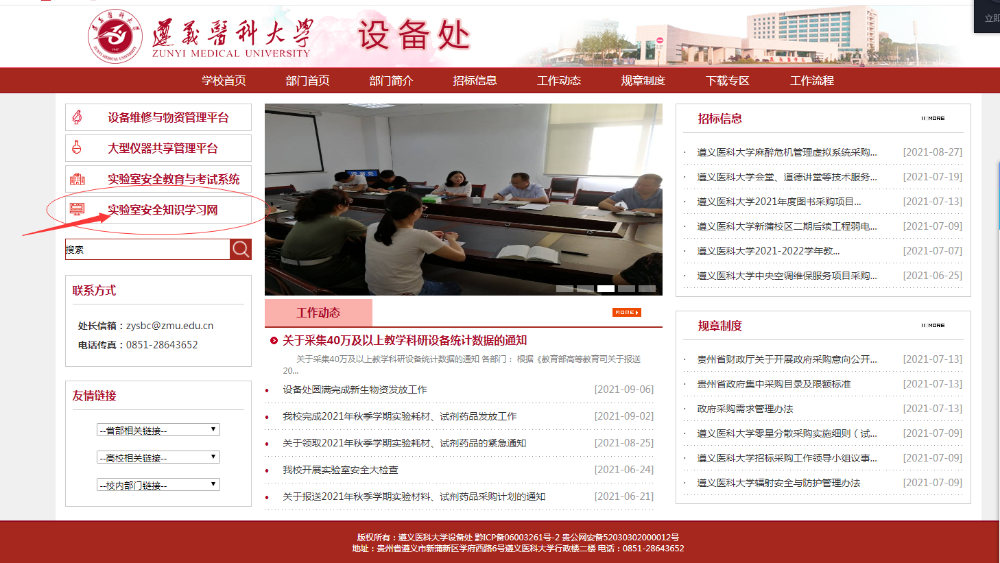 遵義醫科大學
ZUNYI MEDICAL UNIVERSITY
设备处
立即
学校首页 部门首页 部门简介 招标信息 工作动态 规章制度 下载专区 工作流程
设备维修与物资管理平台
大型仪器共享管理平台
实验室安全教育与考试系统
实验室安全知识学习网
搜索
联系方式
处长信箱：zysbc@zmu.edu.cn
电话传真：0851-28643652
友情链接
--省部相关链接--
--高校相关链接--
--校内部门链接--
设备处
工作动态 MORE
关于采集40万及以上教学科研设备统计数据的通知
关于采集40万及以上教学科研设备统计数据的通知 各部门： 根据《教育部高等教育司关于报送
20...
设备处圆满完成新生物资发放工作 [2021-09-06]
我校完成2021年秋季学期实验耗材、试剂药品发放工作 [2021-09-02]
关于领取2021年秋季学期实验耗材、试剂药品的紧急通知 [2021-08-25]
我校开展实验室安全大检查 [2021-06-24]
关于报送2021年秋季学期实验材料、试剂药品采购计划的通知 [2021-06-21]
招标信息 MORE
遵义医科大学麻醉危机管理虚拟系统采购... [2021-08-27]
遵义医科大学会堂、道德讲堂等技术服务... [2021-07-19]
遵义医科大学2021年度图书采购项目... [2021-07-13]
遵义医科大学新蒲校区二期后续工程弱电... [2021-07-09]
遵义医科大学2021-2022学年教... [2021-07-07]
遵义医科大学中央空调维保服务项目采购... [2021-06-25]
规章制度 MORE
贵州省财政厅关于开展政府采购意向公开... [2021-07-13]
贵州省政府集中采购目录及限额标准 [2021-07-13]
政府采购需求管理办法 [2021-07-13]
遵义医科大学零星分散采购实施细则（试... [2021-07-09]
遵义医科大学招标采购工作领导小组议事... [2021-07-09]
遵义医科大学辐射安全与防护管理办法 [2021-07-09]
版权所有：遵义医科大学设备处 黔ICP备06003261号-2 贵公网安备52030302000012号
地址：贵州省遵义市新蒲新区学府西路6号遵义医科大学行政楼二楼 电话：0851-28643652